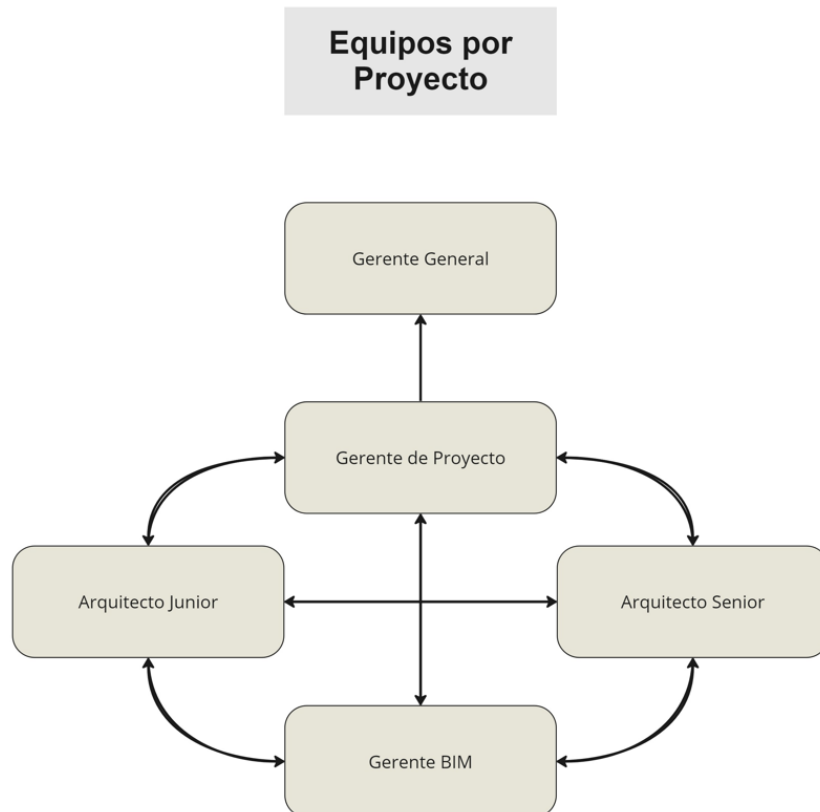 Equipos por
Proyecto
Gerente General
Gerente de Proyecto
Arquitecto Junior
Arquitecto Senior
Gerente BIM